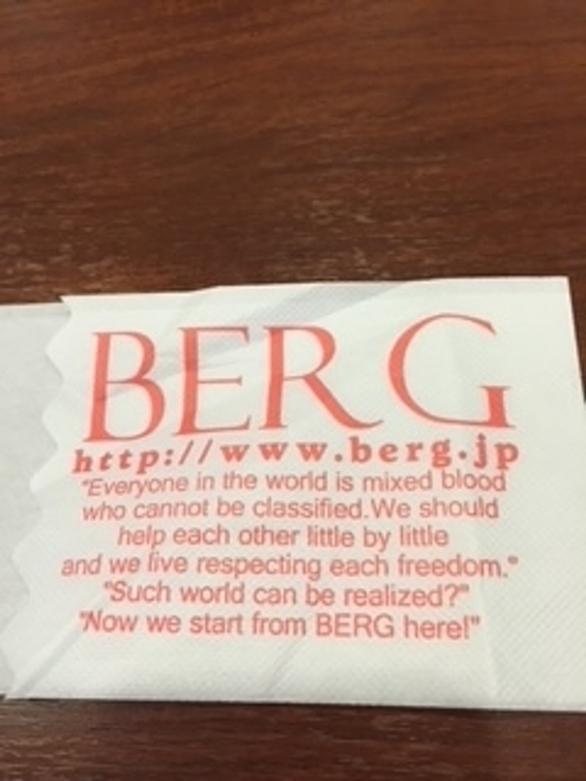 BERG
http://www.berg.jp
"Everyone in the world is mixed blood
who cannot be classified.We should
help each other little by little
and we live respecting each freedom."
"Such world can be realized?"
"Now we start from BERG here!"